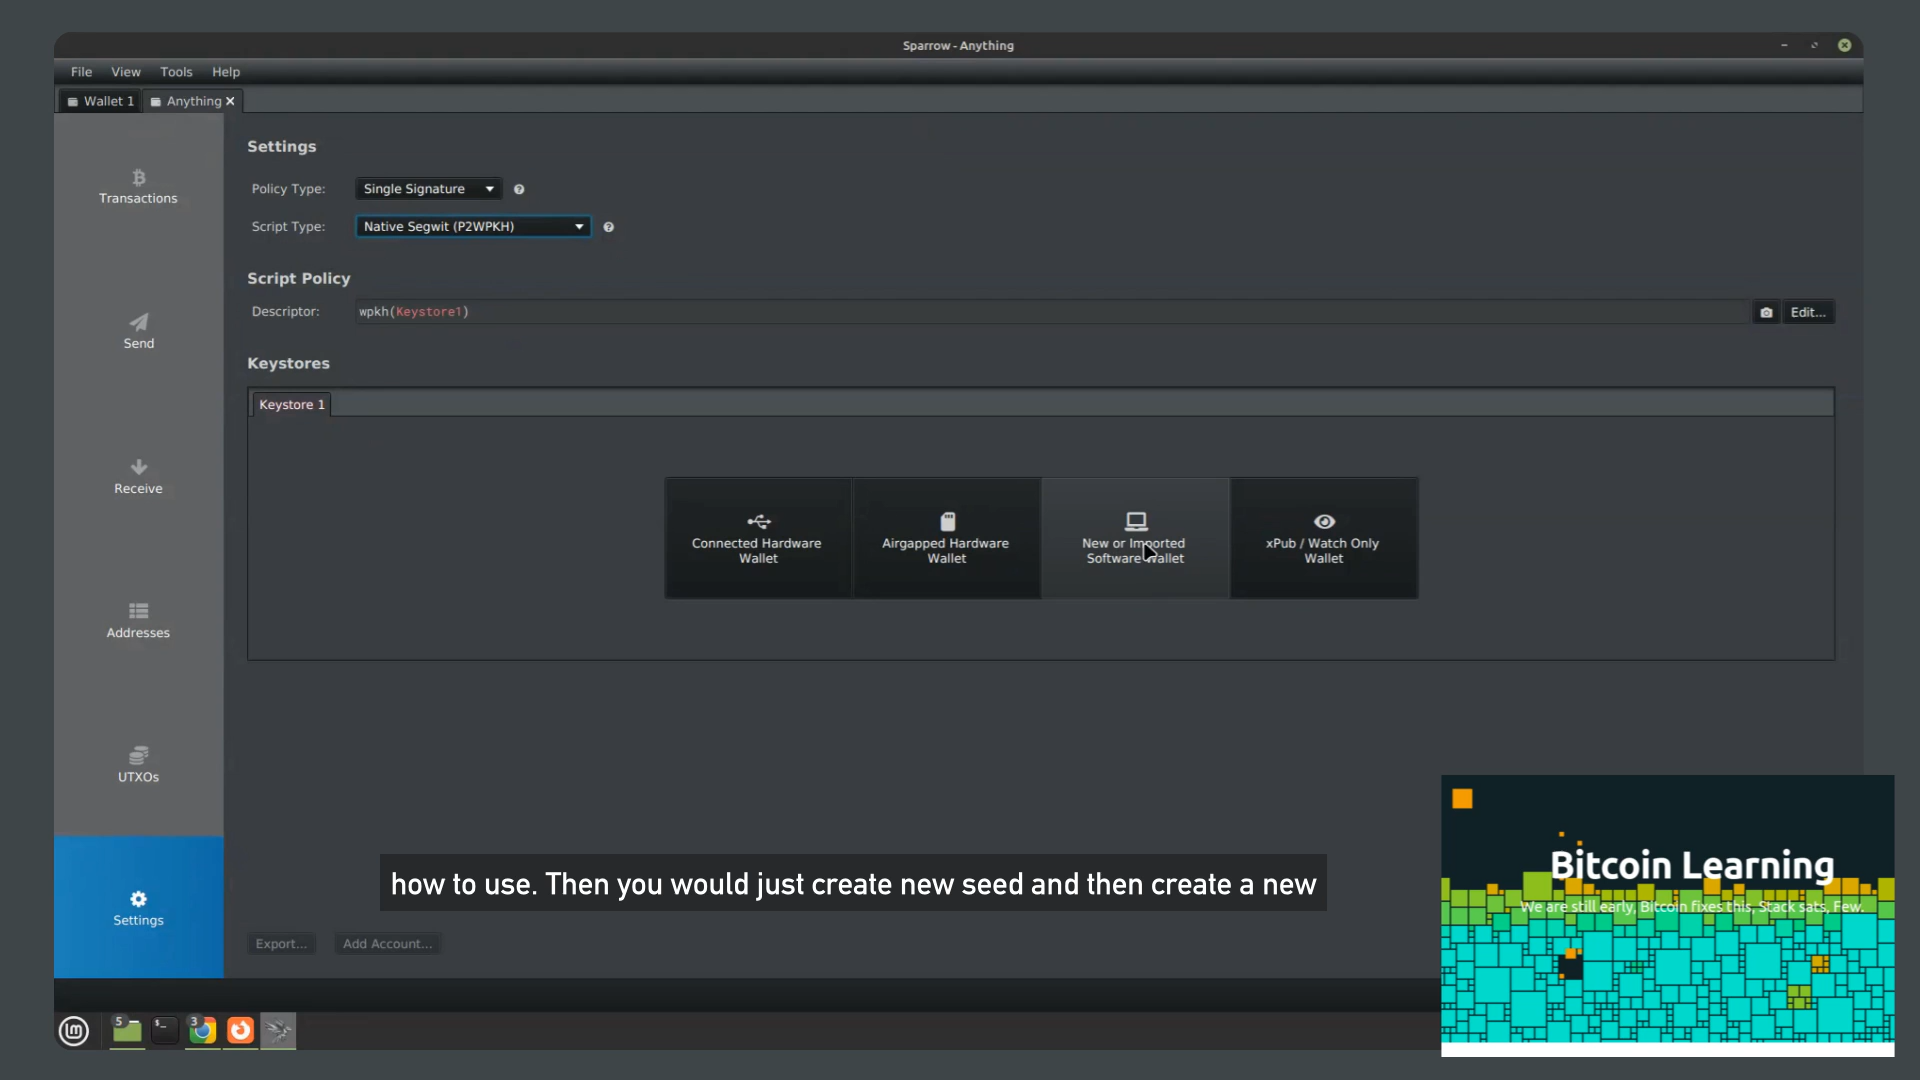 Sparrow - Anything
File View Tools Help
Wallet 1 Anything
Settings
Policy Type: Single Signature
Script Type: Native Segwit (P2WPKH)
Script Policy
Descriptor: wpkh(Keystore1) Edit...
Keystores
Keystore 1
Connected Hardware
Wallet
Airgapped Hardware
Wallet
New or Imported
Software Wallet
xPub / Watch Only
Wallet
Transactions
Send
Receive
Addresses
UTXOs
Settings
Export... Add Account...
how to use. Then you would just create new seed and then create a new
Bitcoin Learning
We are still early, Bitcoin fixes this, Stack sats, Few.
5
3